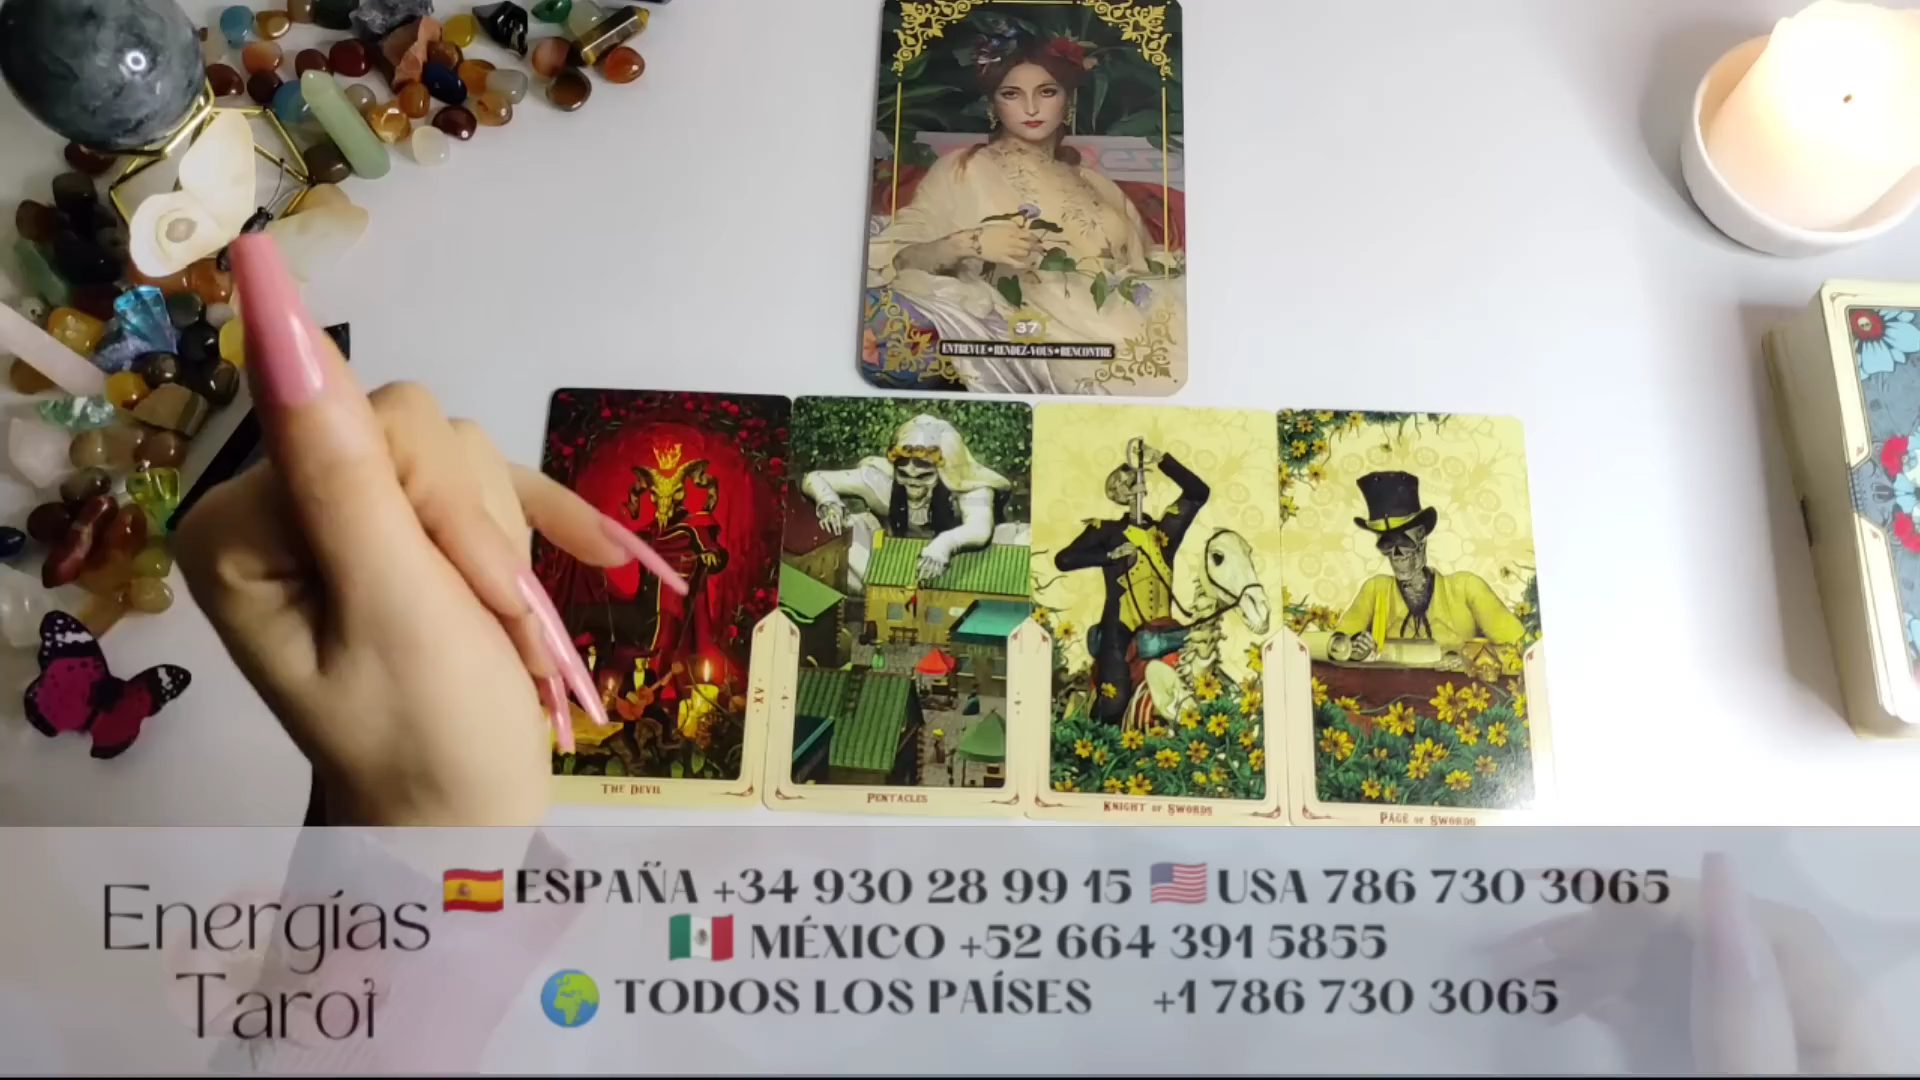 37
ENTREVUE • RENDEZ-VOUS • RENCONTRE
THE DEVIL
XV
PENTACLES
KNIGHT OF SWORDS
PAGE OF SWORDS
Energías
Tarot
ESPAÑA +34 930 28 99 15 USA 786 730 3065
MÉXICO +52 664 391 5855
TODOS LOS PAÍSES +1 786 730 3065